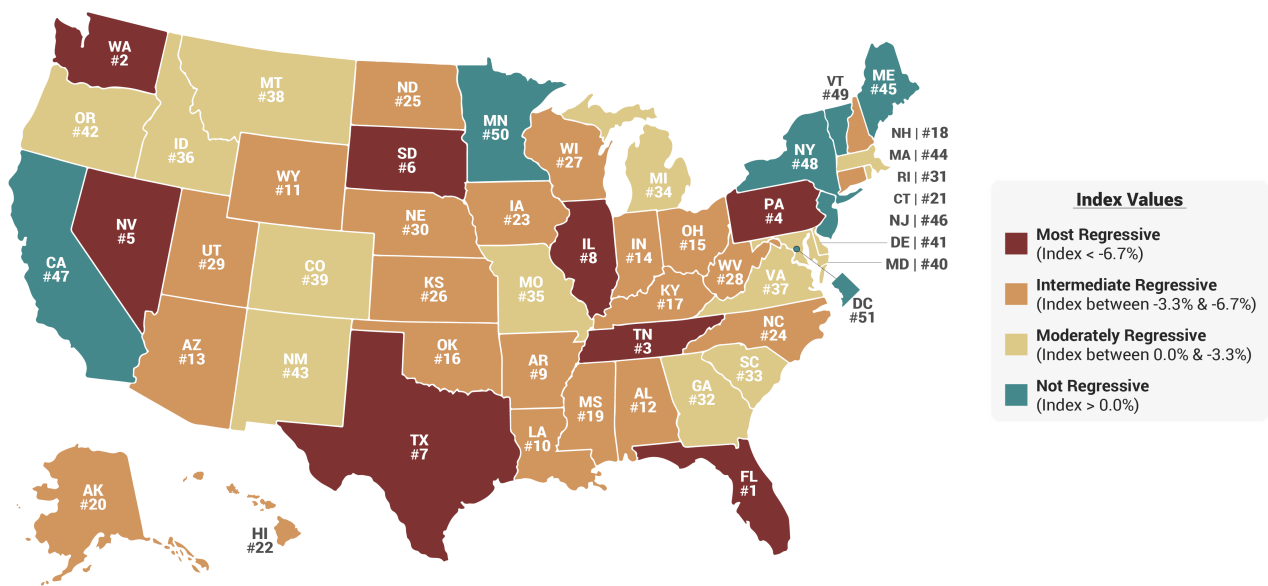 WA
#2
MT
#38
ND
#25
MN
#50
VT
#49
ME
#45
OR
#42
ID
#36
SD
#6
WI
#27
MI
#34
NY
#48
NH | #18
MA | #44
RI | #31
CT | #21
NJ | #46
DE | #41
MD | #40
DC
#51
WY
#11
NV
#5
UT
#29
CA
#47
CO
#39
NE
#30
IA
#23
IL
#8
IN
#14
OH
#15
PA
#4
WV
#28
VA
#37
KS
#26
MO
#35
KY
#17
NC
#24
TN
#3
AZ
#13
NM
#43
OK
#16
AR
#9
SC
#33
GA
#32
AL
#12
MS
#19
LA
#10
TX
#7
FL
#1
AK
#20
HI
#22
Index Values
Most Regressive
(Index < -6.7%)
Intermediate Regressive
(Index between -3.3% & -6.7%)
Moderately Regressive
(Index between 0.0% & -3.3%)
Not Regressive
(Index > 0.0%)